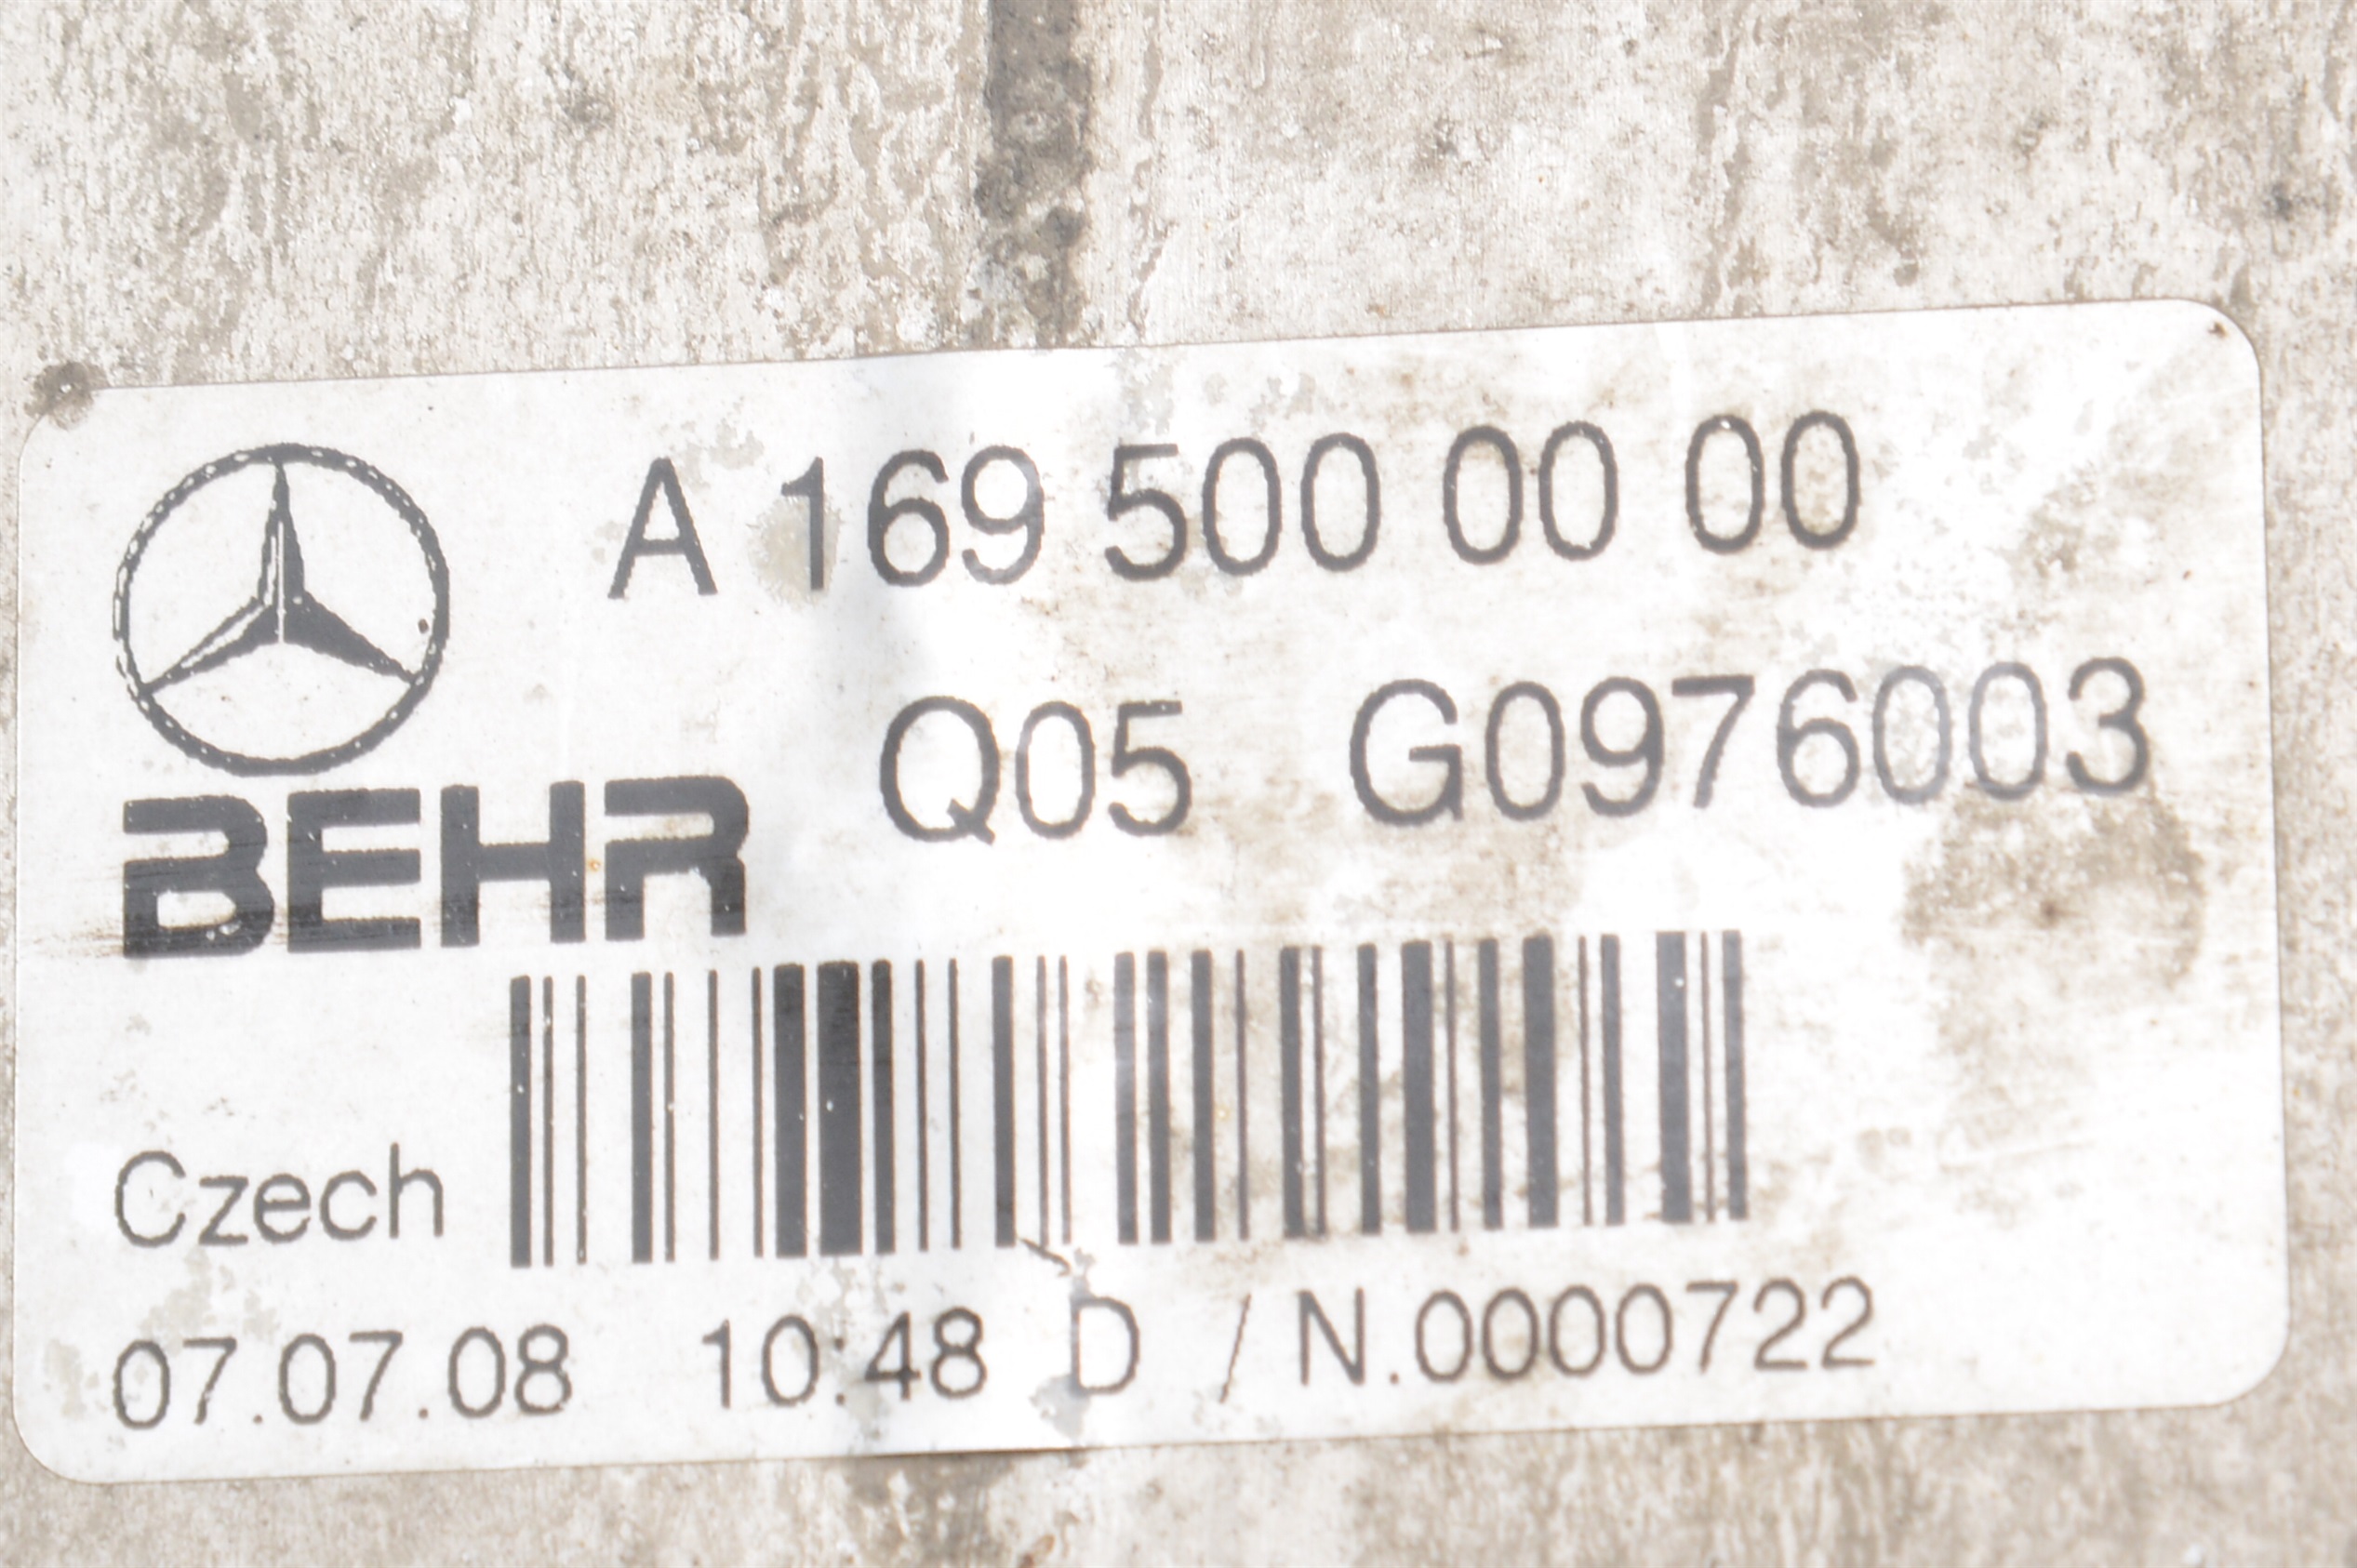 A 169 500 00 00
Q05 G0976003
BEHR
Czech
07.07.08 10:48 D / N.0000722